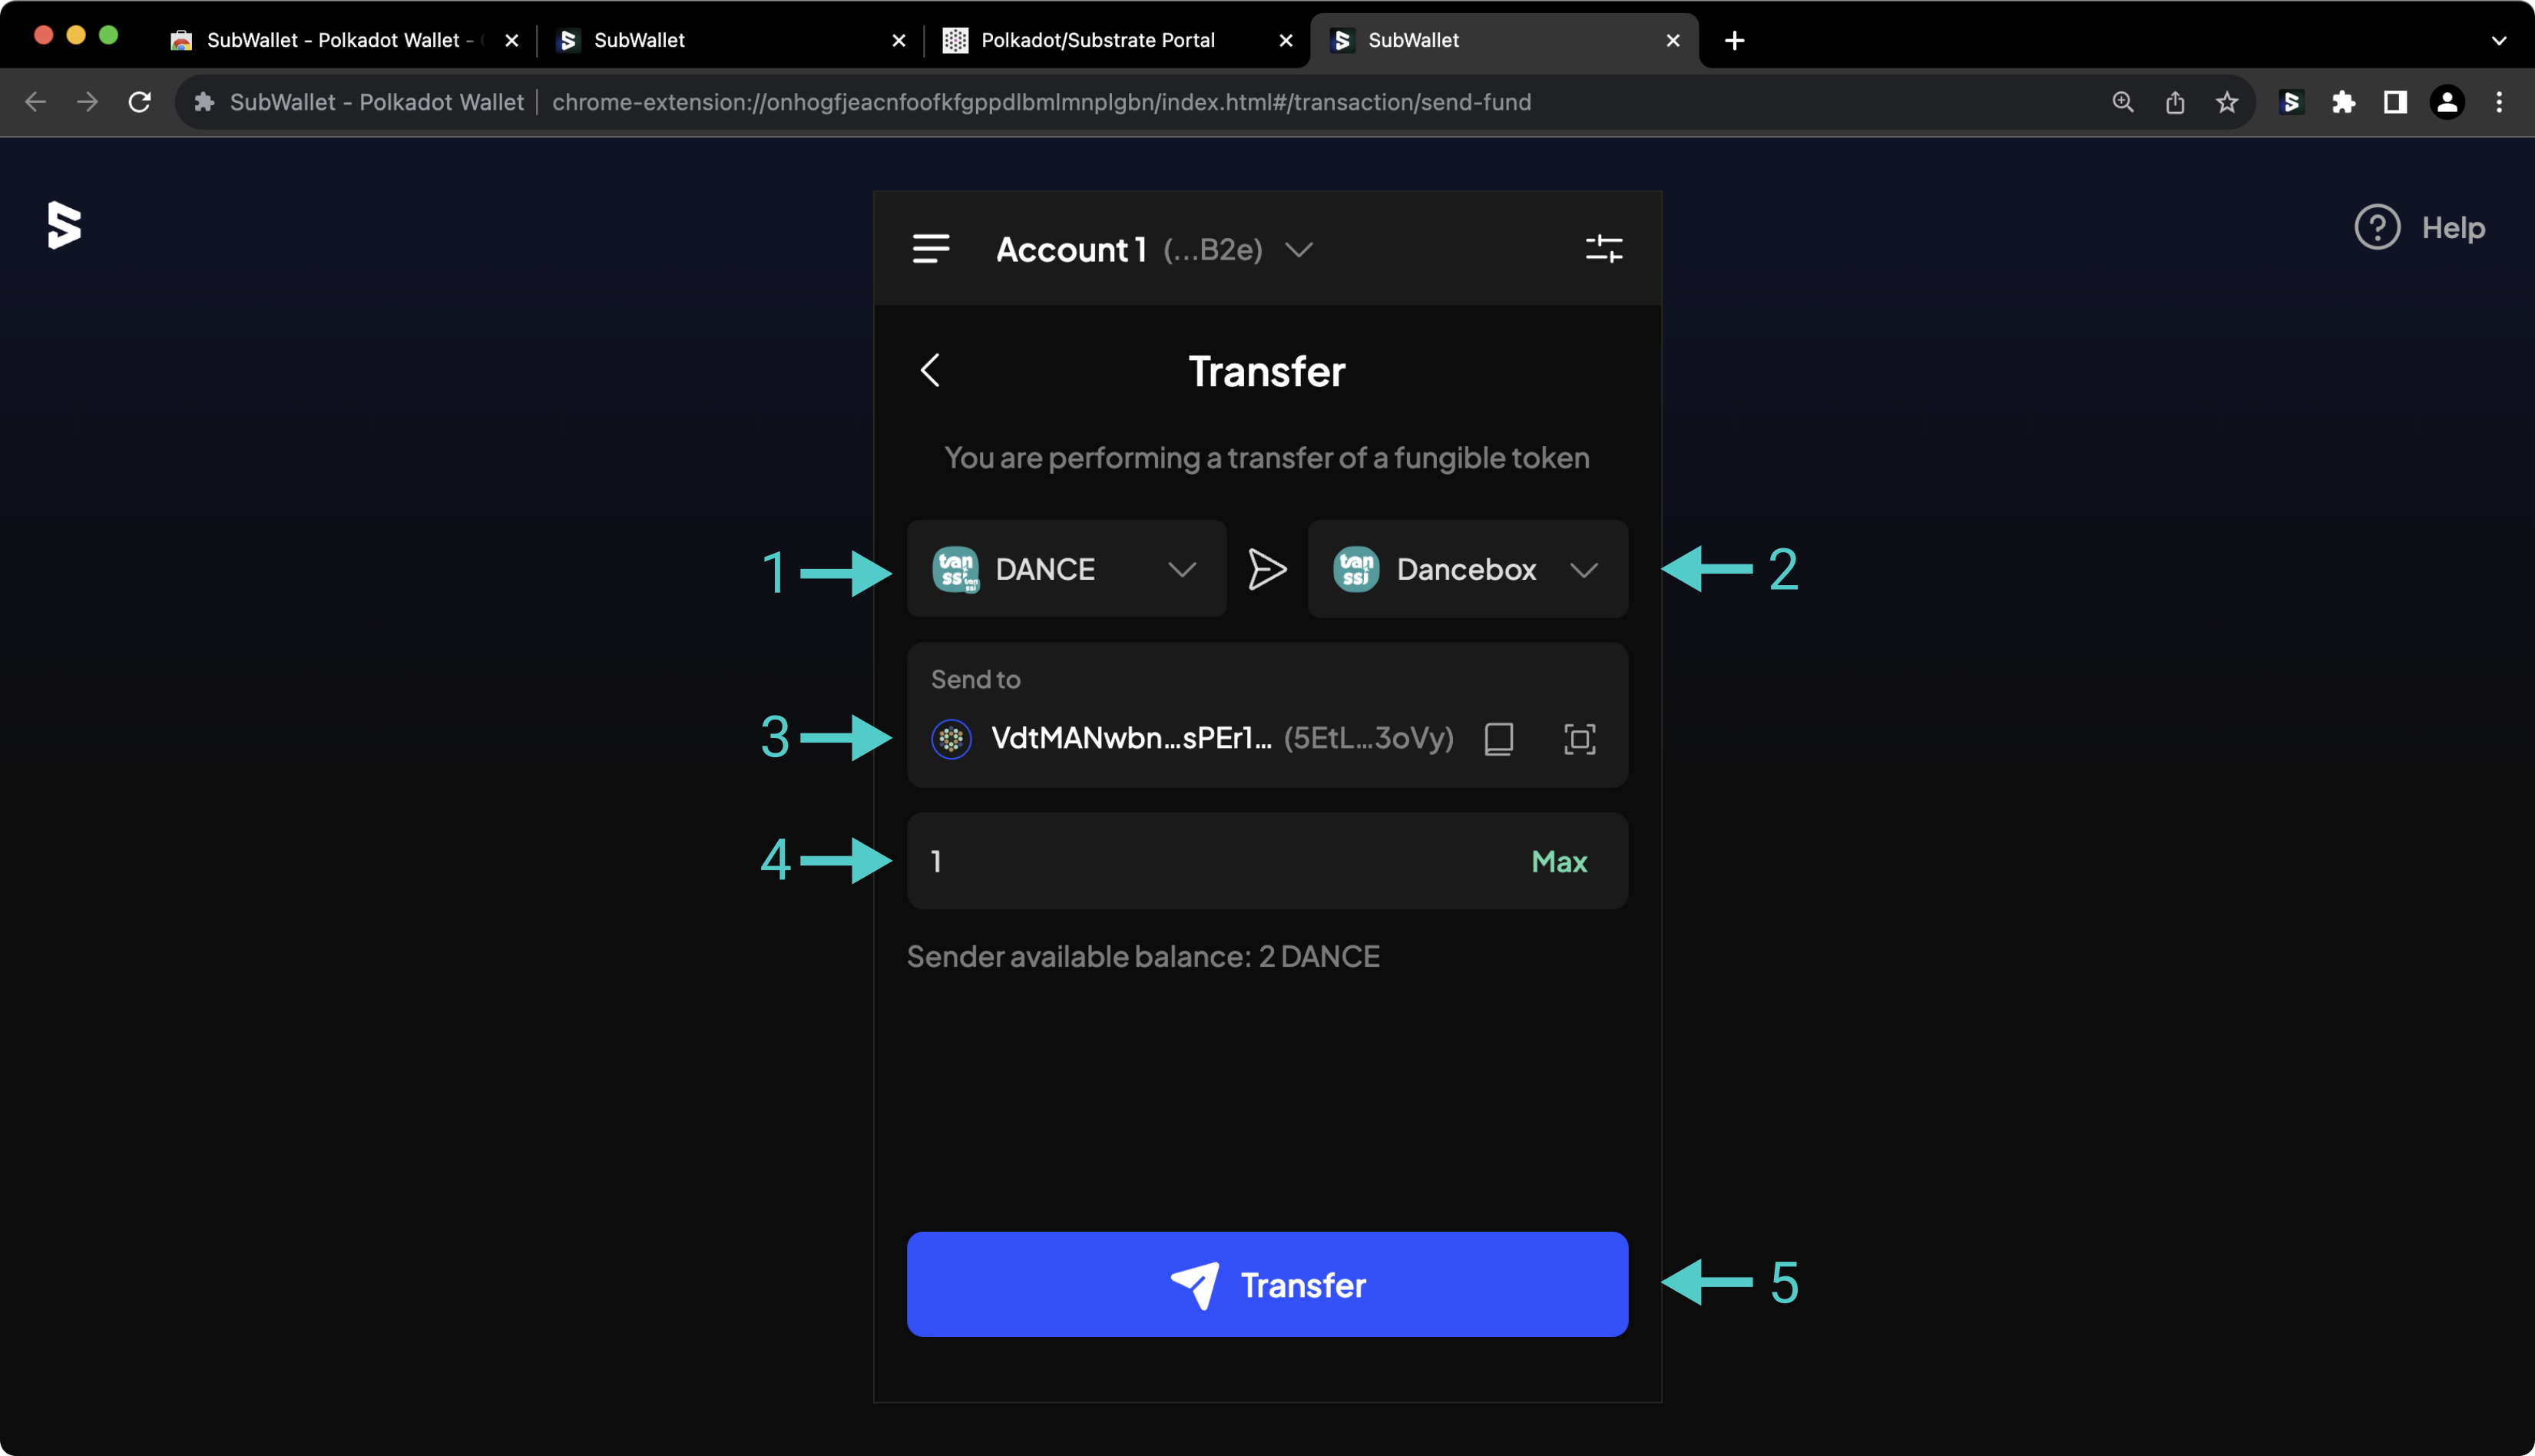 SubWallet - Polkadot Wallet -
SubWallet
Polkadot/Substrate Portal
SubWallet
SubWallet - Polkadot Wallet
chrome-extension://onhogfjeacnfoofkfgppdlbmlmnplgbn/index.html#/transaction/send-fund
Help
Account 1 (...B2e)
Transfer
You are performing a transfer of a fungible token
1
tanssi
DANCE
tanssi
Dancebox
2
Send to
3
VdtMANwbn...sPEr1... (5EtL...3oVy)
4
1
Max
Sender available balance: 2 DANCE
Transfer
5